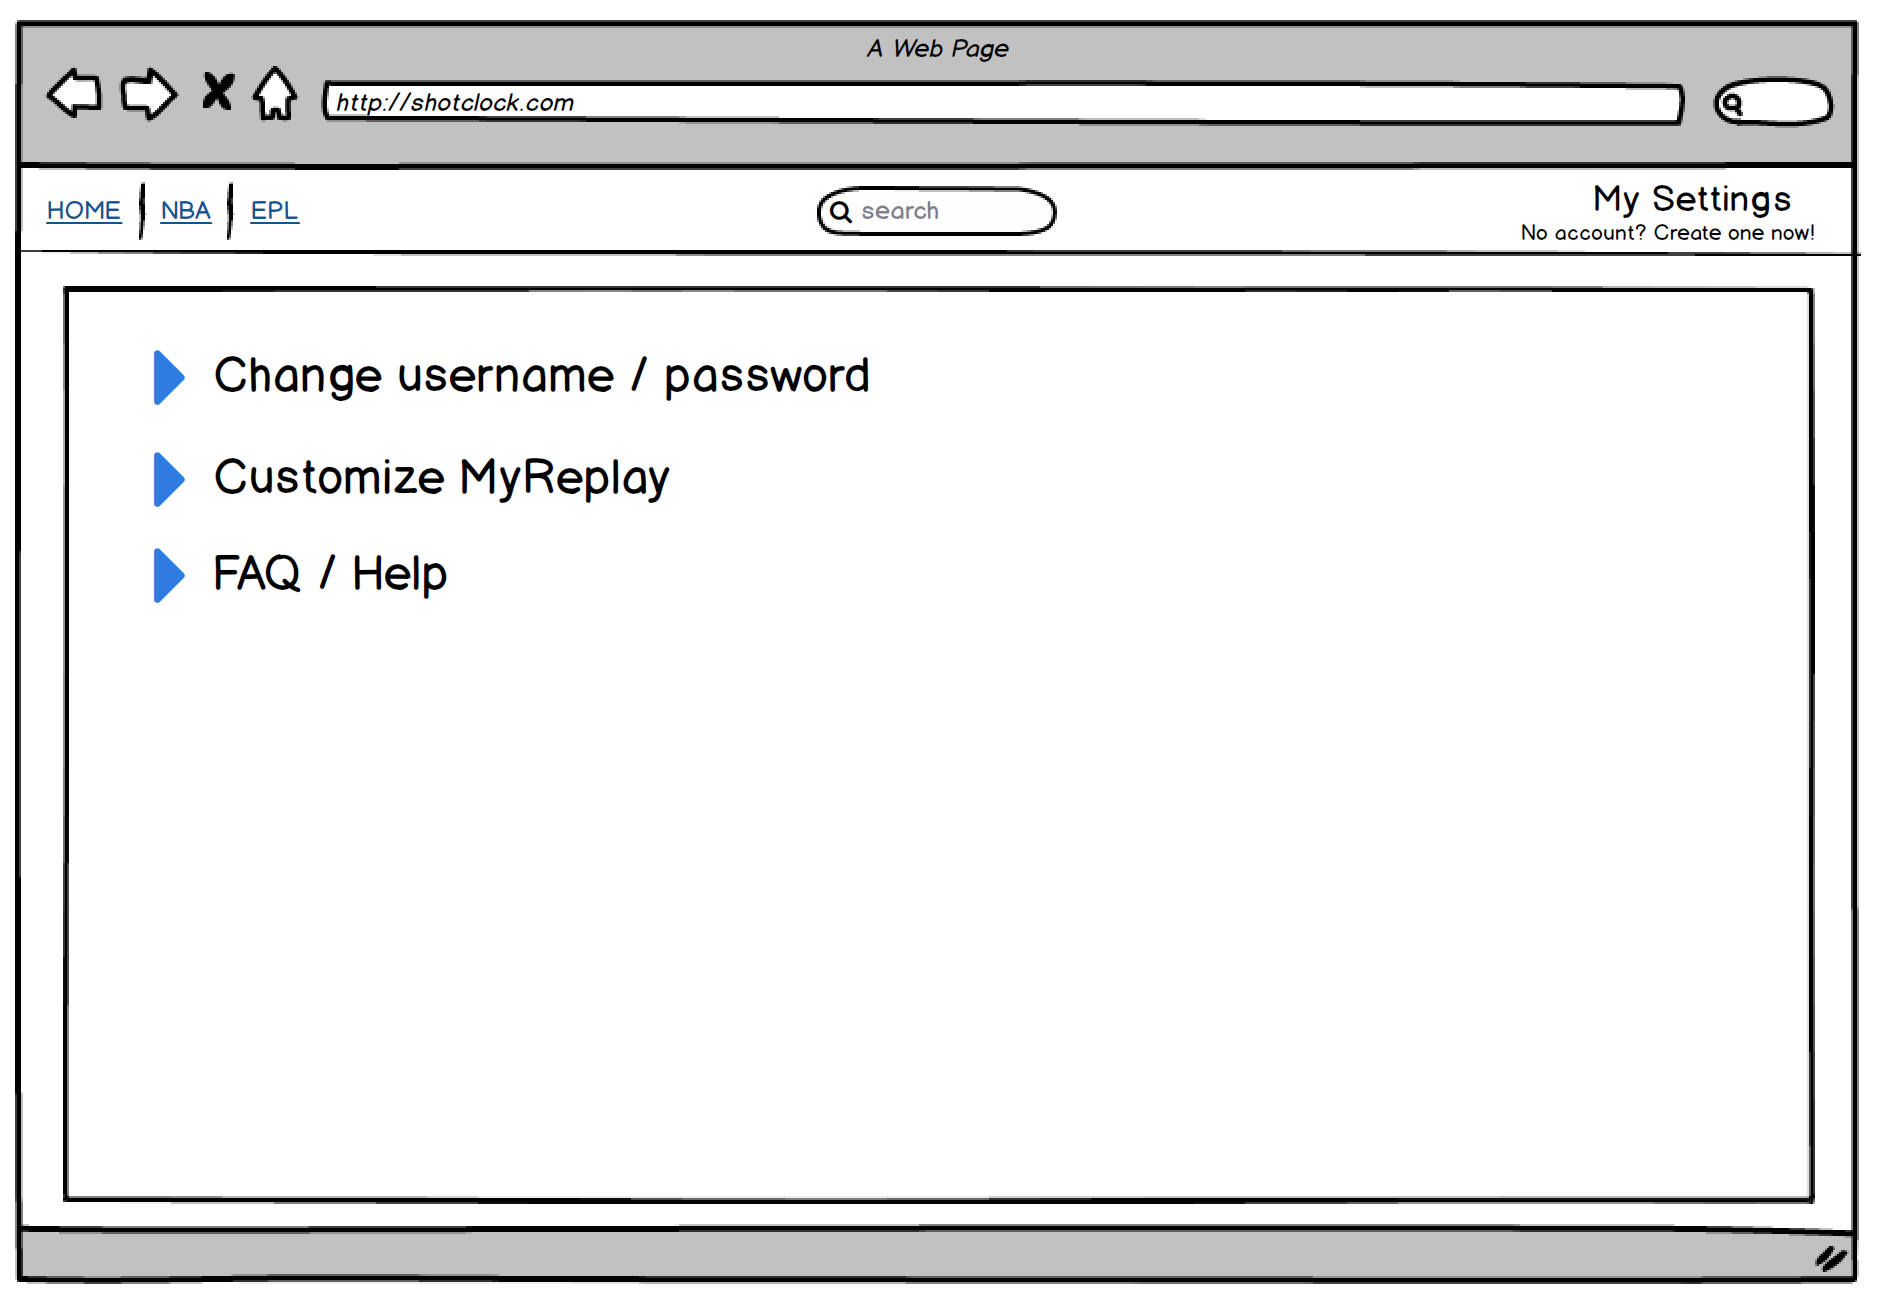 A Web Page
http://shotclock.com
HOME NBA EPL
search
My Settings
No account? Create one now!
Change username / password
Customize MyReplay
FAQ / Help